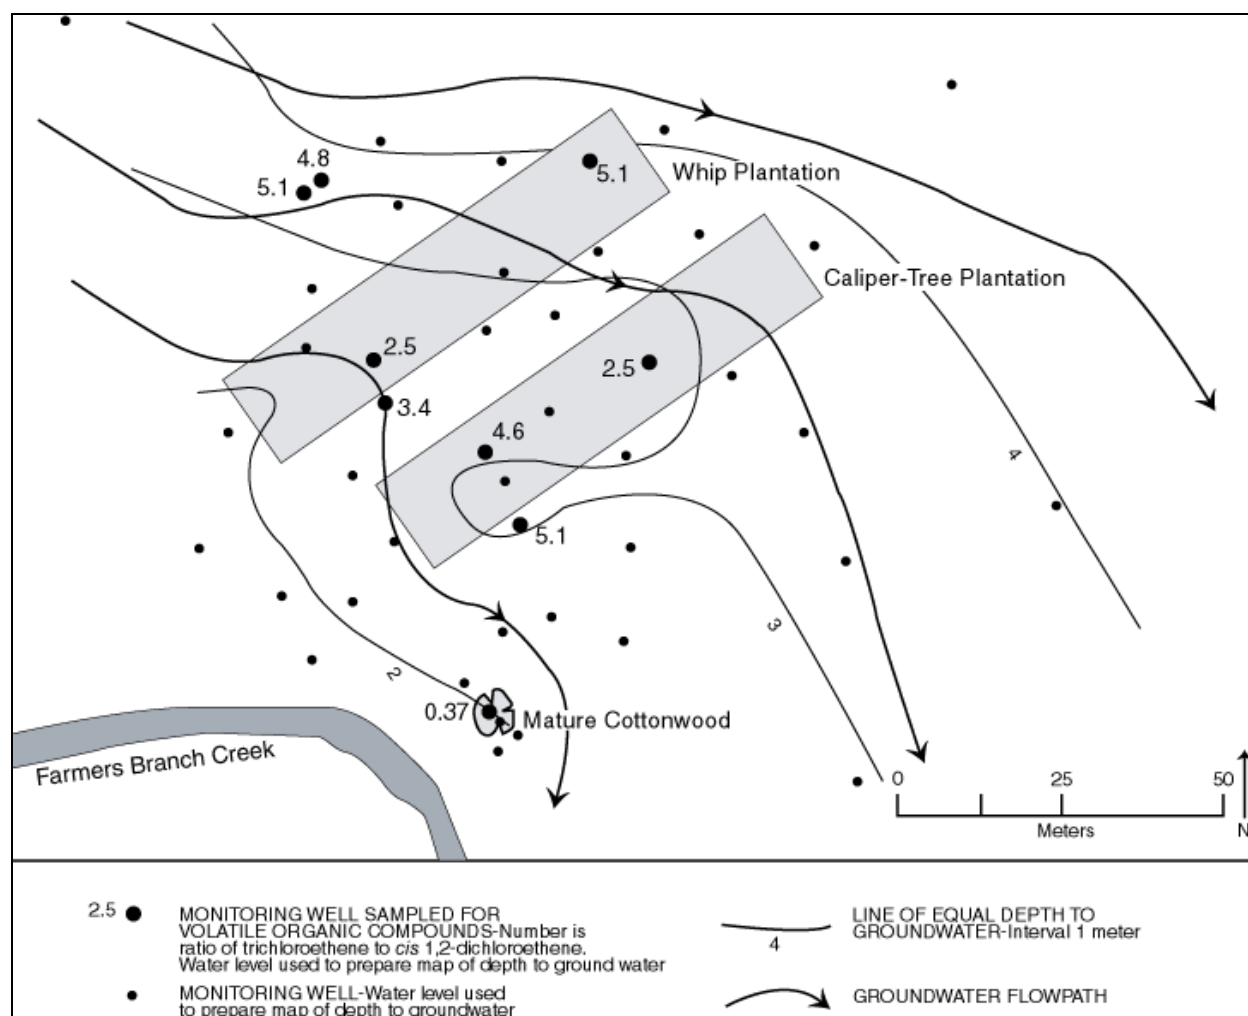 4.8
5.1
5.1
Whip Plantation
Caliper-Tree Plantation
2.5
2.5
3.4
4.6
4
5.1
3
2
0.37
Mature Cottonwood
Farmers Branch Creek
0 25 50
Meters
N
2.5
MONITORING WELL SAMPLED FOR
VOLATILE ORGANIC COMPOUNDS-Number is
ratio of trichloroethene to cis 1,2-dichloroethene.
Water level used to prepare map of depth to ground water
MONITORING WELL-Water level used
to prepare map of depth to groundwater
4
LINE OF EQUAL DEPTH TO
GROUNDWATER-Interval 1 meter
GROUNDWATER FLOWPATH